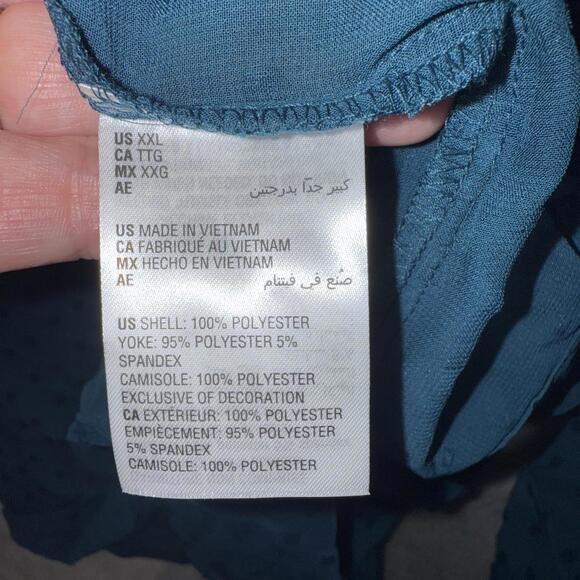 US XXL
CA TTG
MX XXG
AE كبير جدًا بدرجتين
US MADE IN VIETNAM
CA FABRIQUÉ AU VIETNAM
MX HECHO EN VIETNAM
AE صُنع في فيتنام
US SHELL: 100% POLYESTER
YOKE: 95% POLYESTER 5%
SPANDEX
CAMISOLE: 100% POLYESTER
EXCLUSIVE OF DECORATION
CA EXTÉRIEUR: 100% POLYESTER
EMPIÈCEMENT: 95% POLYESTER
5% SPANDEX
CAMISOLE: 100% POLYESTER